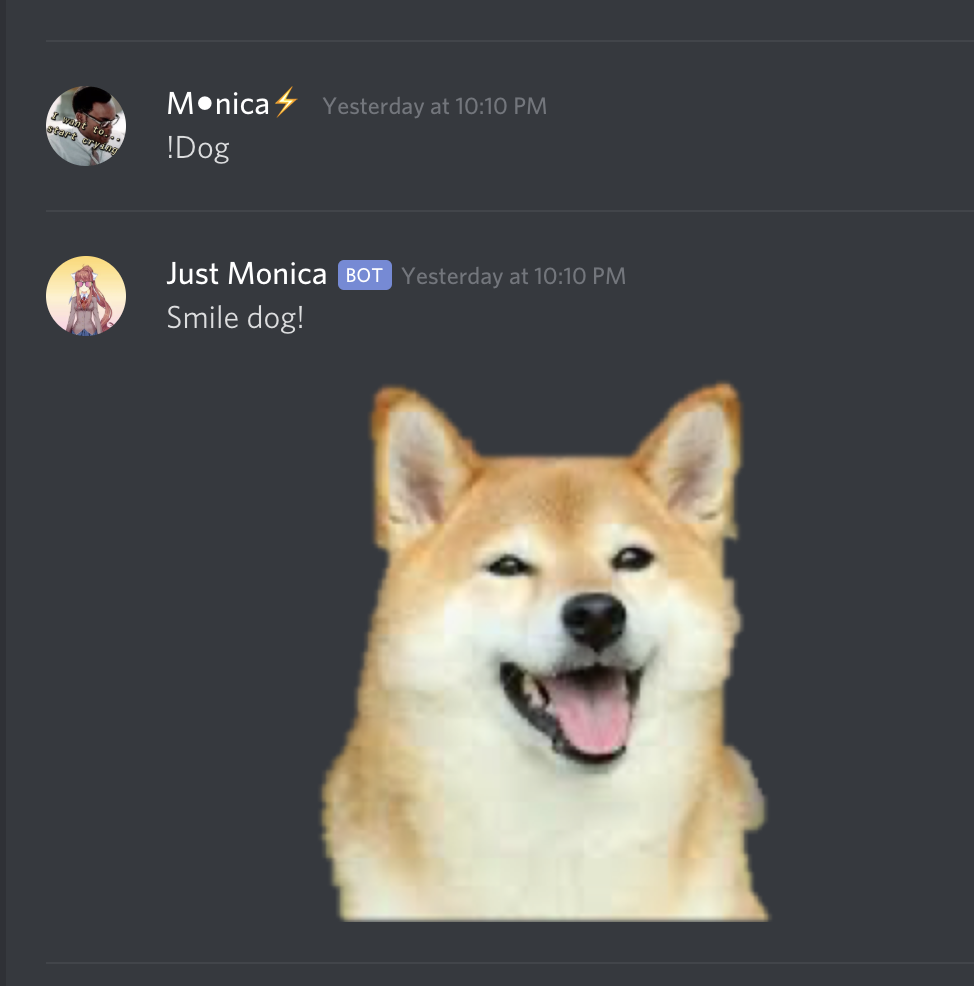 M●nica⚡ Yesterday at 10:10 PM
!Dog
I want to...
start crying
Just Monica BOT Yesterday at 10:10 PM
Smile dog!